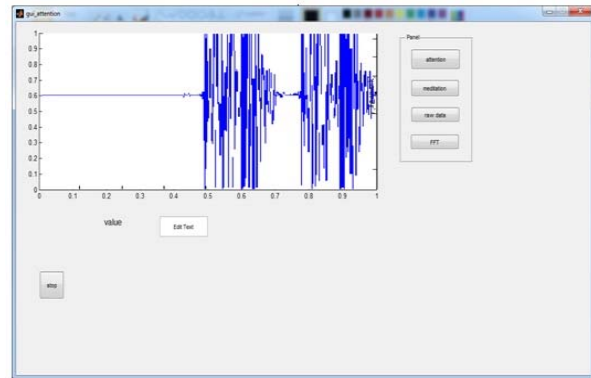 gui_attention
Panel
attention
meditation
raw data
FFT
1
0.9
0.8
0.7
0.6
0.5
0.4
0.3
0.2
0.1
0
0 0.1 0.2 0.3 0.4 0.5 0.6 0.7 0.8 0.9 1
value
Edit Text
stop